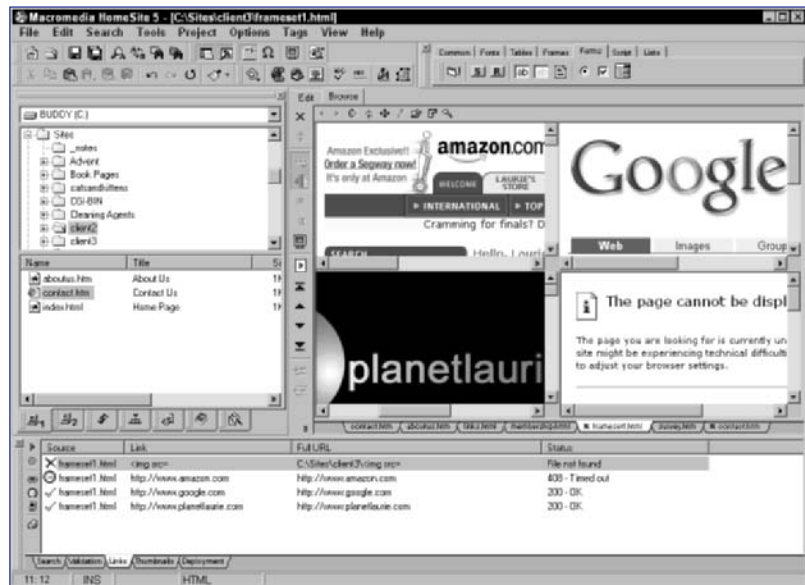 Macromedia HomeSite 5 - [C:\Sites\client3\frameset1.html]
File Edit Search Tools Project Options Tags View Help
Common Fonts Tables Frames Forms Script Lists
Edit Browse
BUDDY (C:)
Sites
_notes
Advent
Book Pages
catsandkittens
CGI-BIN
Cleaning Agents
client2
client3
Name Title Si
aboutus.htm About Us 1K
contact.htm Contact Us 1K
index.html Home Page 1K
Amazon Exclusive!!
Order a Segway now!
It's only at Amazon
amazon.com
WELCOME
LAURIE'S
STORE
INTERNATIONAL TOP
Cramming for finals? D
SEARCH Hello, Lauri
Google
Web Images Group
planetlauri
The page cannot be displ
The page you are looking for is currently un
site might be experiencing technical difficulti
to adjust your browser settings.
contact.htm aboutus.htm links.htm membership.htm frameset.html survey.htm contact.htm
Source Link Full URL Status
frameset1.html <img src= C:\Sites\client3\<img src= File not found
frameset1.html http://www.amazon.com http://www.amazon.com 408 - Timed out
frameset1.html http://www.google.com http://www.google.com 200 - OK
frameset1.html http://www.planetlaurie.com http://www.planetlaurie.com 200 - OK
Search Validation Links Thumbnails Deployment
11:12 INS HTML